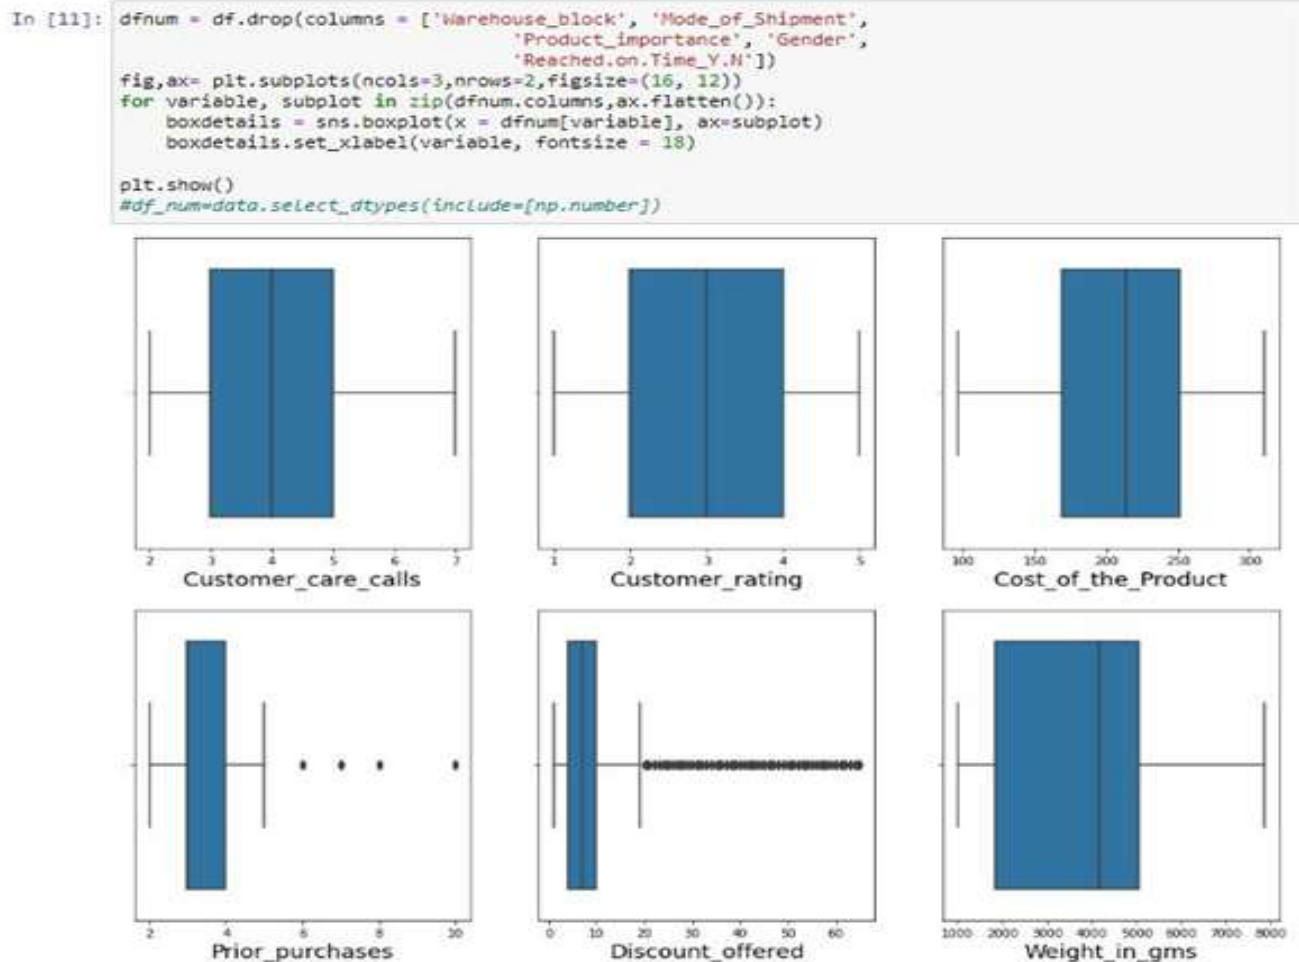 In [11]: dfnum = df.drop(columns = ['Warehouse_block', 'Mode_of_Shipment',
'Product_importance', 'Gender',
'Reached.on.Time_Y.N'])
fig,ax= plt.subplots(ncols=3,nrows=2,figsize=(16, 12))
for variable, subplot in zip(dfnum.columns,ax.flatten()):
boxdetails = sns.boxplot(x = dfnum[variable], ax=subplot)
boxdetails.set_xlabel(variable, fontsize = 18)
plt.show()
#df_num=data.select_dtypes(include=[np.number])
2 3 4 5 6 7
Customer_care_calls
1 2 3 4 5
Customer_rating
100 150 200 250 300
Cost_of_the_Product
2 4 6 8 10
Prior_purchases
0 10 20 30 40 50 60
Discount_offered
1000 2000 3000 4000 5000 6000 7000 8000
Weight_in_gms